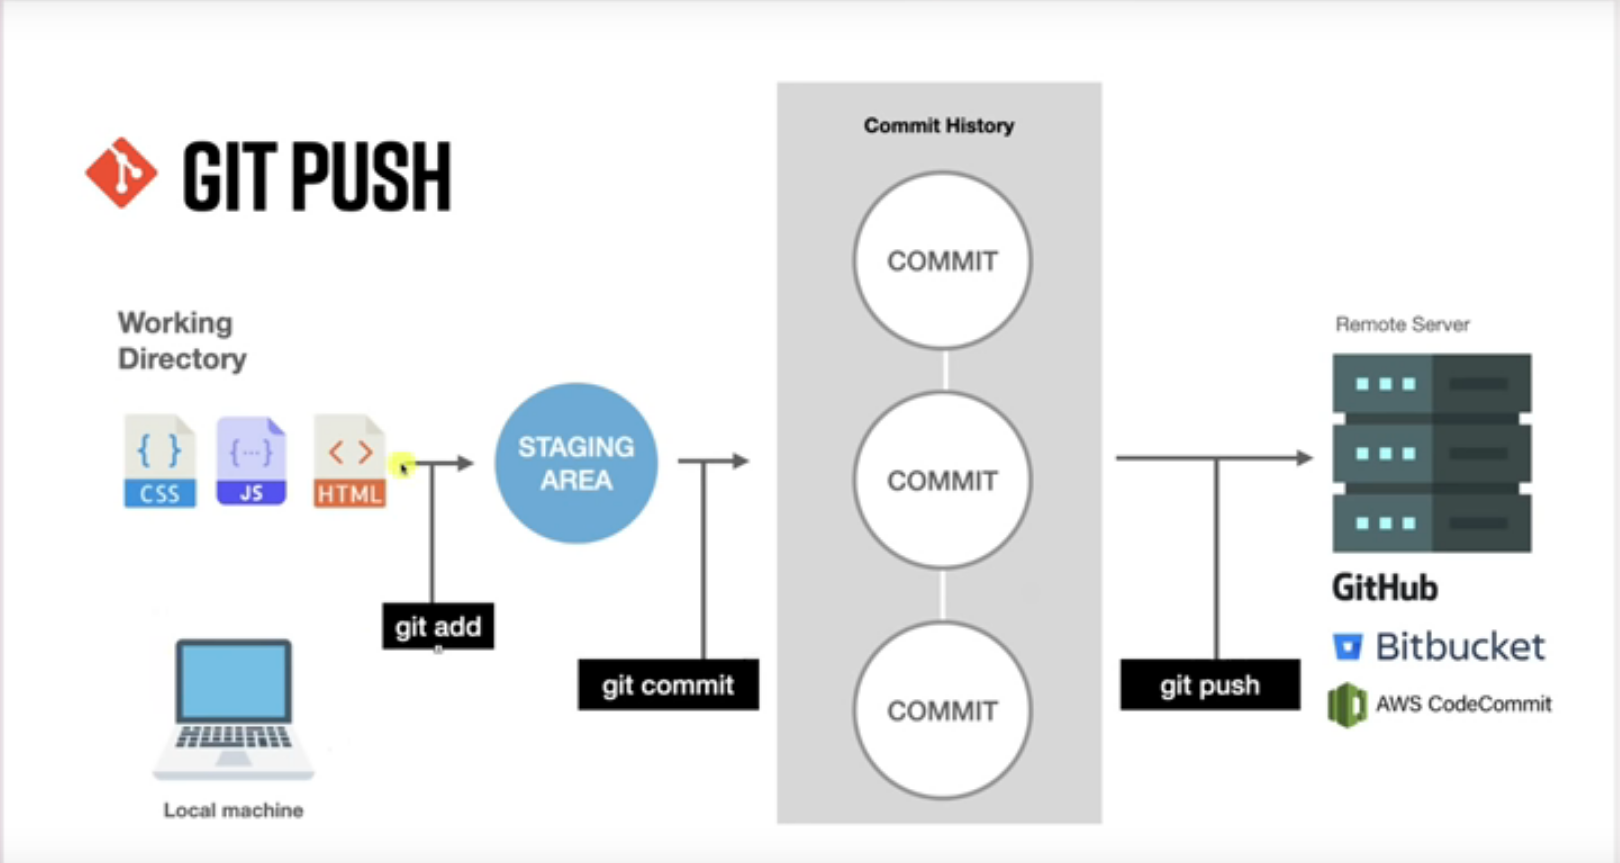 GIT PUSH
Working
Directory
{ }
CSS
{...}
JS
< >
HTML
git add
STAGING
AREA
git commit
Commit History
COMMIT
COMMIT
COMMIT
git push
Remote Server
GitHub
Bitbucket
AWS CodeCommit
Local machine